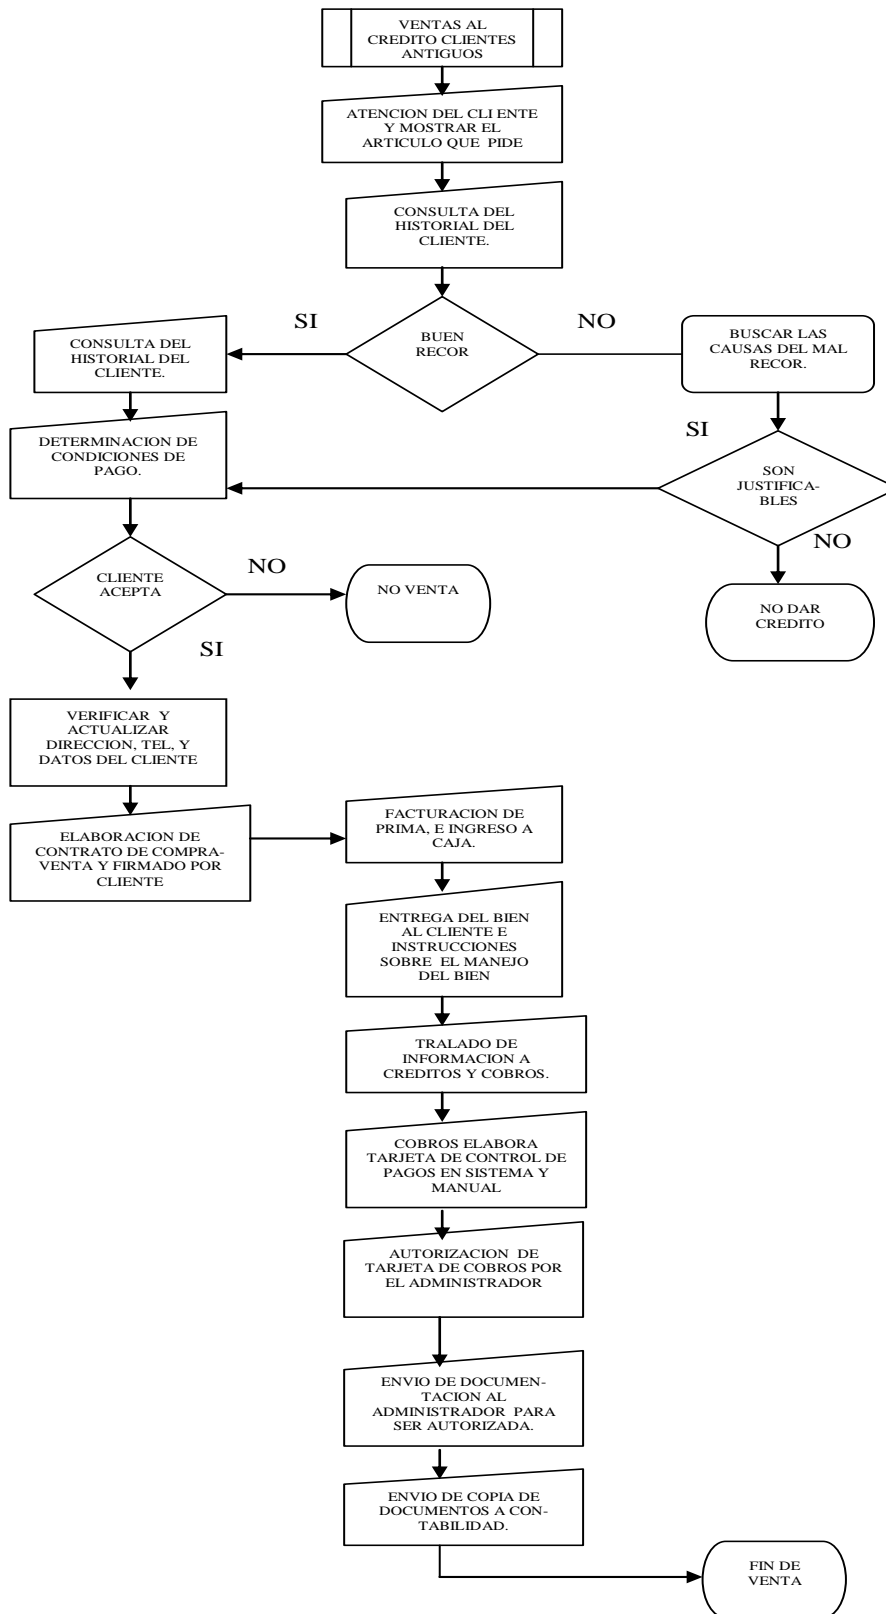 VENTAS AL
CREDITO CLIENTES
ANTIGUOS
ATENCION DEL CLI ENTE
Y MOSTRAR EL
ARTICULO QUE PIDE
CONSULTA DEL
HISTORIAL DEL
CLIENTE.
BUEN
RECOR
SI
NO
CONSULTA DEL
HISTORIAL DEL
CLIENTE.
BUSCAR LAS
CAUSAS DEL MAL
RECOR.
DETERMINACION DE
CONDICIONES DE
PAGO.
SI
SON
JUSTIFICA-
BLES
NO
CLIENTE
ACEPTA
NO
NO VENTA
NO DAR
CREDITO
SI
VERIFICAR Y
ACTUALIZAR
DIRECCION, TEL, Y
DATOS DEL CLIENTE
ELABORACION DE
CONTRATO DE COMPRA-
VENTA Y FIRMADO POR
CLIENTE
FACTURACION DE
PRIMA, E INGRESO A
CAJA.
ENTREGA DEL BIEN
AL CLIENTE E
INSTRUCCIONES
SOBRE EL MANEJO
DEL BIEN
TRALADO DE
INFORMACION A
CREDITOS Y COBROS.
COBROS ELABORA
TARJETA DE CONTROL DE
PAGOS EN SISTEMA Y
MANUAL
AUTORIZACION DE
TARJETA DE COBROS POR
EL ADMINISTRADOR
ENVIO DE DOCUMEN-
TACION AL
ADMINISTRADOR PARA
SER AUTORIZADA.
ENVIO DE COPIA DE
DOCUMENTOS A CON-
TABILIDAD.
FIN DE
VENTA